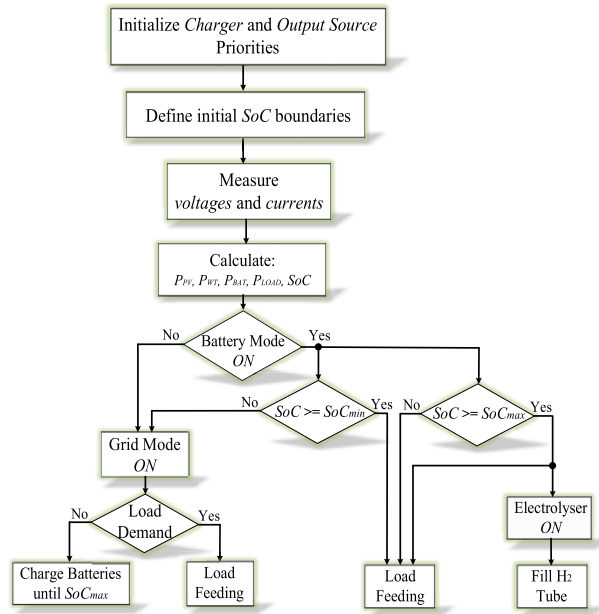 Initialize Charger and Output Source
Priorities
Define initial SoC boundaries
Measure
voltages and currents
Calculate:
PPV, PWT, PBAT, PLOAD, SoC
No
Battery Mode
ON
Yes
No
SoC >= SoCmin
Yes
No
SoC >= SoCmax
Yes
Grid Mode
ON
No
Load
Demand
Yes
Electrolyser
ON
Charge Batteries
until SoCmax
Load
Feeding
Load
Feeding
Fill H2
Tube